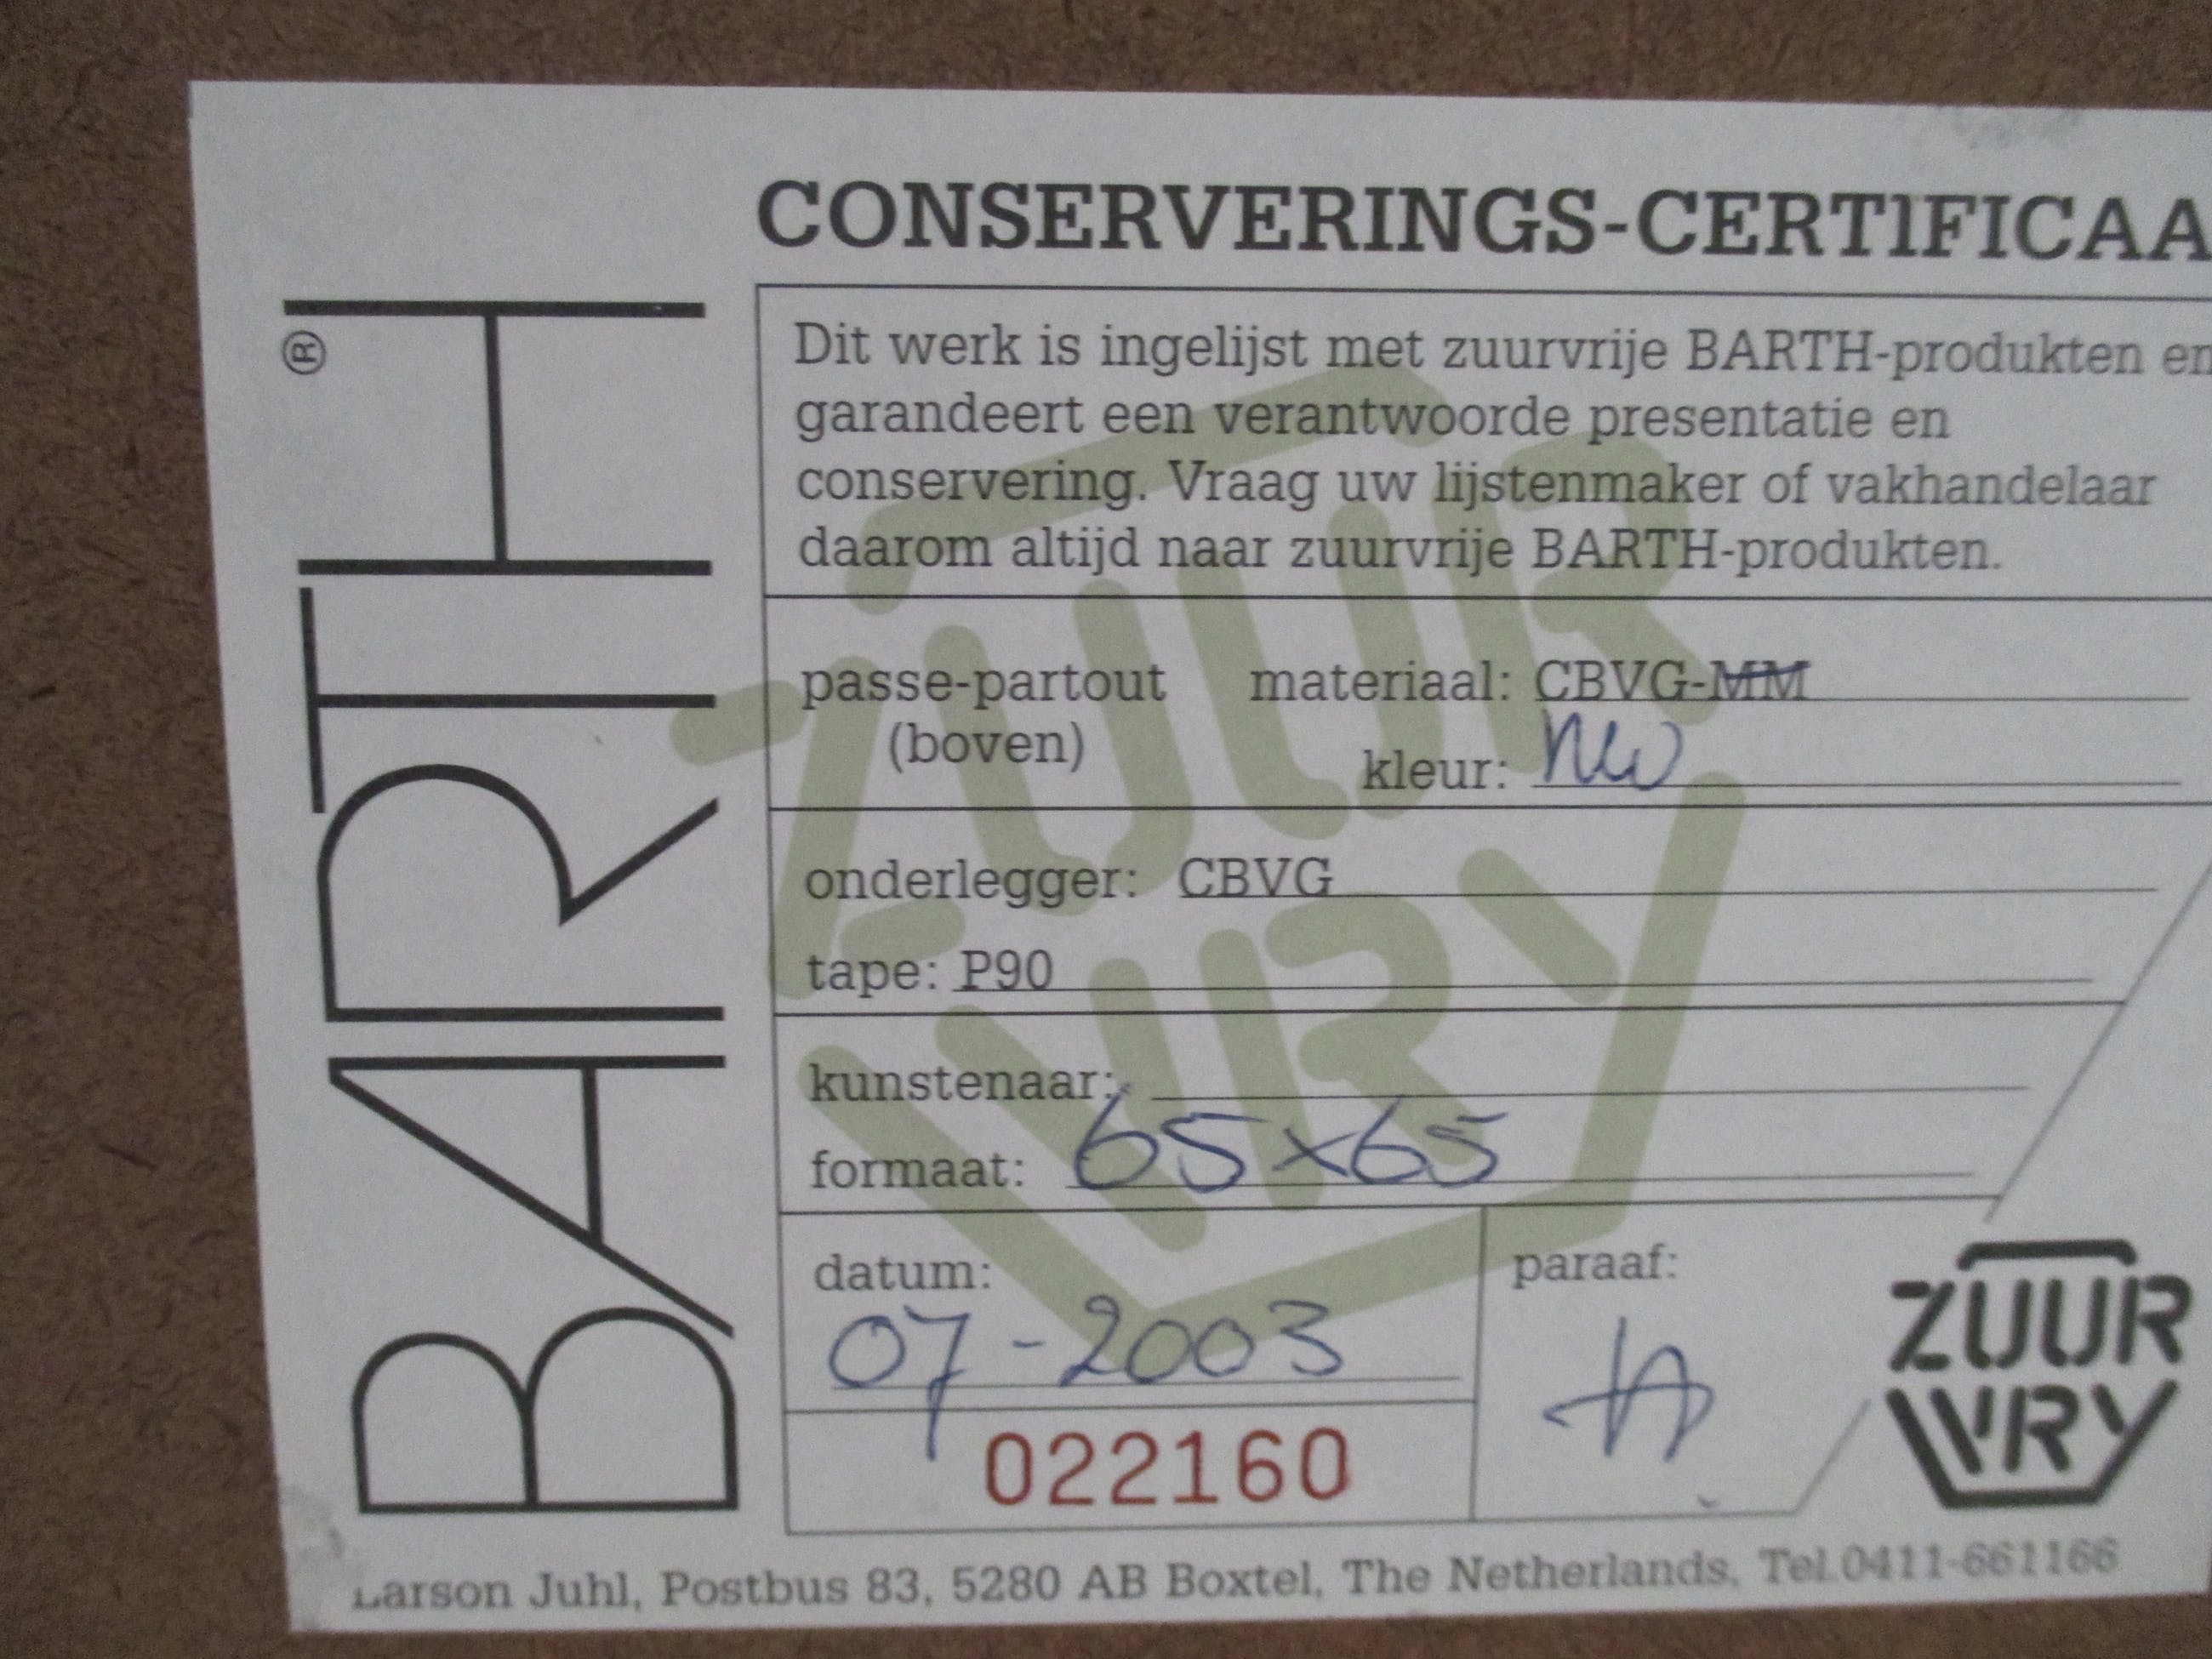 BARTH®
CONSERVERINGS-CERTIFICAA
Dit werk is ingelijst met zuurvrije BARTH-produkten en
garandeert een verantwoorde presentatie en
conservering. Vraag uw lijstenmaker of vakhandelaar
daarom altijd naar zuurvrije BARTH-produkten.
passe-partout materiaal: CBVG-MM
(boven) kleur: NW
onderlegger: CBVG
tape: P90
kunstenaar:
formaat: 65x65
datum: paraaf:
07-2003
022160
ZUUR
VRY
ZUUR
VRY
Larson Juhl, Postbus 83, 5280 AB Boxtel, The Netherlands, Tel.0411-661166